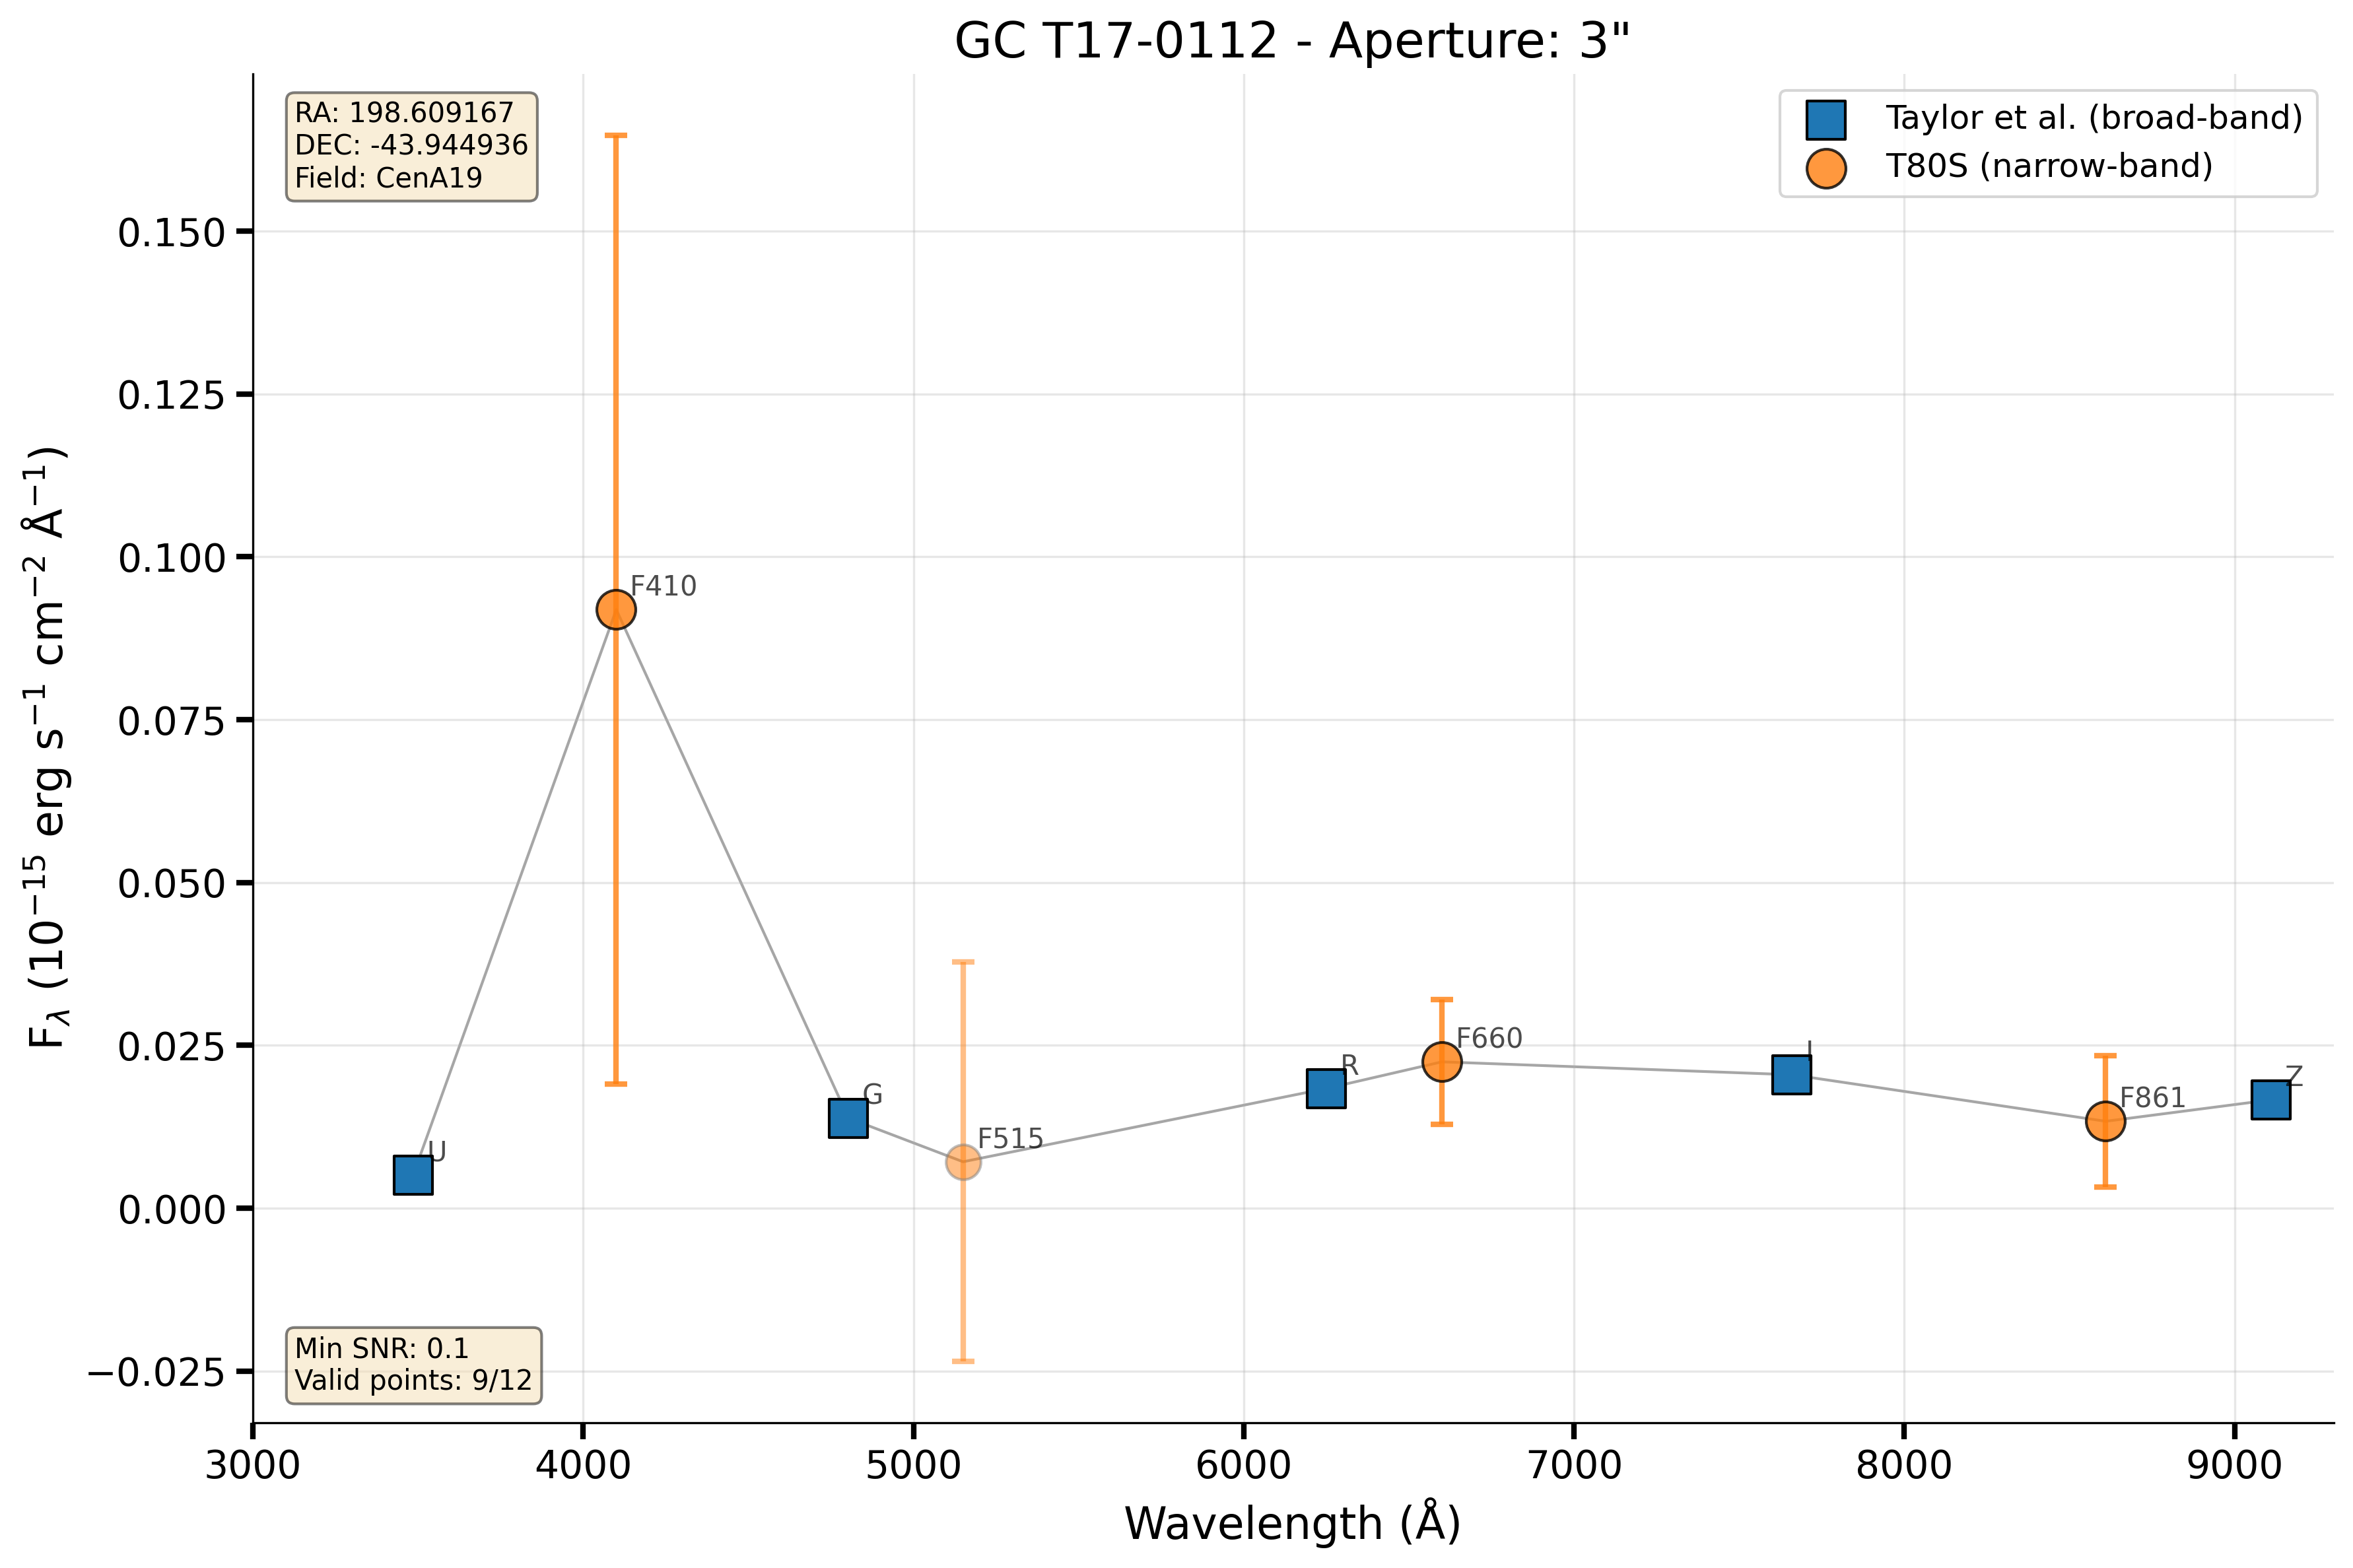 GC T17-0112 - Aperture: 3"
RA: 198.609167
DEC: -43.944936
Field: CenA19
Taylor et al. (broad-band)
T80S (narrow-band)
0.150
0.125
0.100
0.075
0.050
0.025
0.000
−0.025
F_λ (10⁻¹⁵ erg s⁻¹ cm⁻² Å⁻¹)
F410
U
G
F515
R
F660
I
F861
Z
Min SNR: 0.1
Valid points: 9/12
3000 4000 5000 6000 7000 8000 9000
Wavelength (Å)